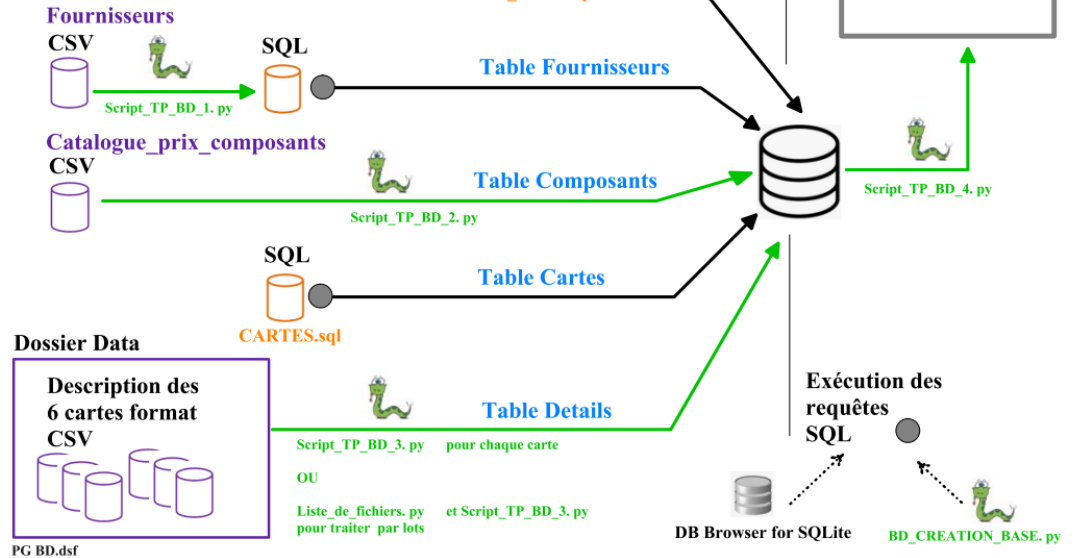 Fournisseurs
CSV
SQL
Table Fournisseurs
Script_TP_BD_1. py
Catalogue_prix_composants
CSV
Table Composants
Script_TP_BD_2. py
Script_TP_BD_4. py
SQL
Table Cartes
CARTES.sql
Dossier Data
Description des
6 cartes format
CSV
Table Details
Script_TP_BD_3. py pour chaque carte
OU
Liste_de_fichiers. py et Script_TP_BD_3. py
pour traiter par lots
Exécution des
requêtes
SQL
DB Browser for SQLite
BD_CREATION_BASE. py
PG BD.dsf